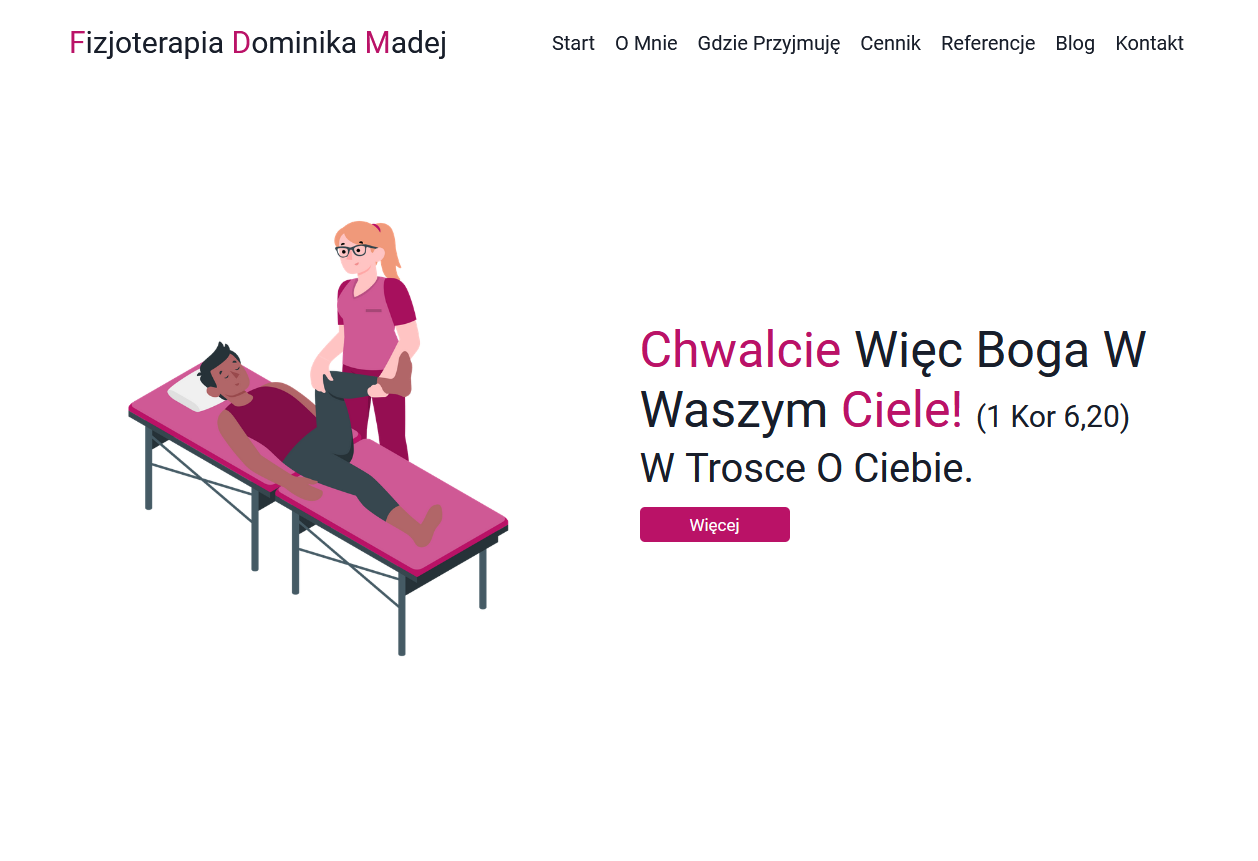 Fizjoterapia Dominika Madej
Start O Mnie Gdzie Przyjmuję Cennik Referencje Blog Kontakt
Chwalcie Więc Boga W
Waszym Ciele! (1 Kor 6,20)
W Trosce O Ciebie.
Więcej